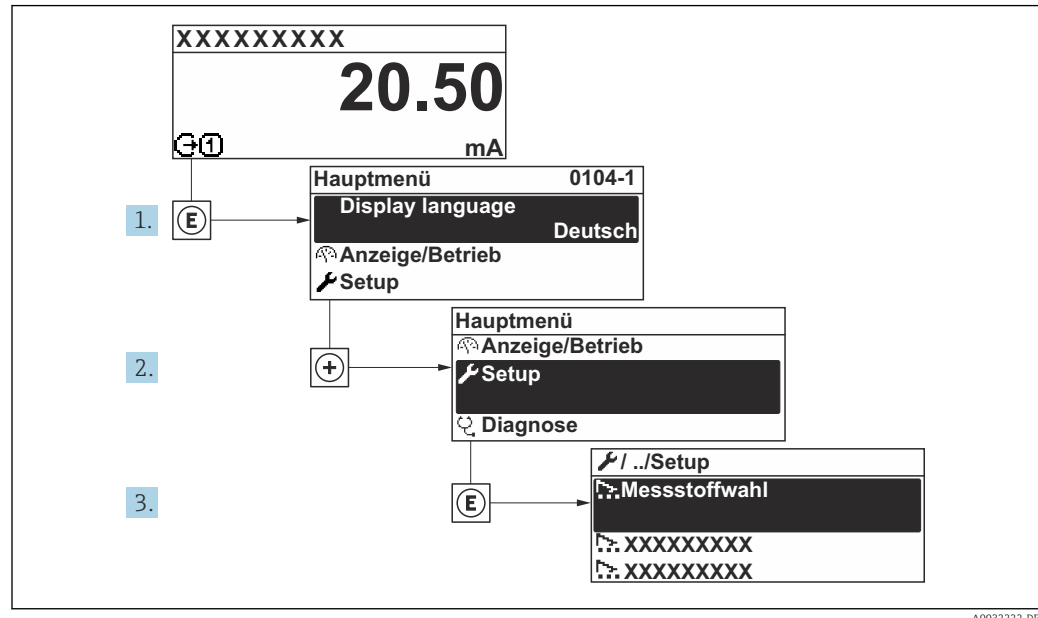 XXXXXXXXX
20.50
mA
1.
E
Hauptmenü 0104-1
Display language
Deutsch
Anzeige/Betrieb
Setup
2.
+
Hauptmenü
Anzeige/Betrieb
Setup
Diagnose
3.
E
/ ../Setup
Messstoffwahl
XXXXXXXXX
XXXXXXXXX